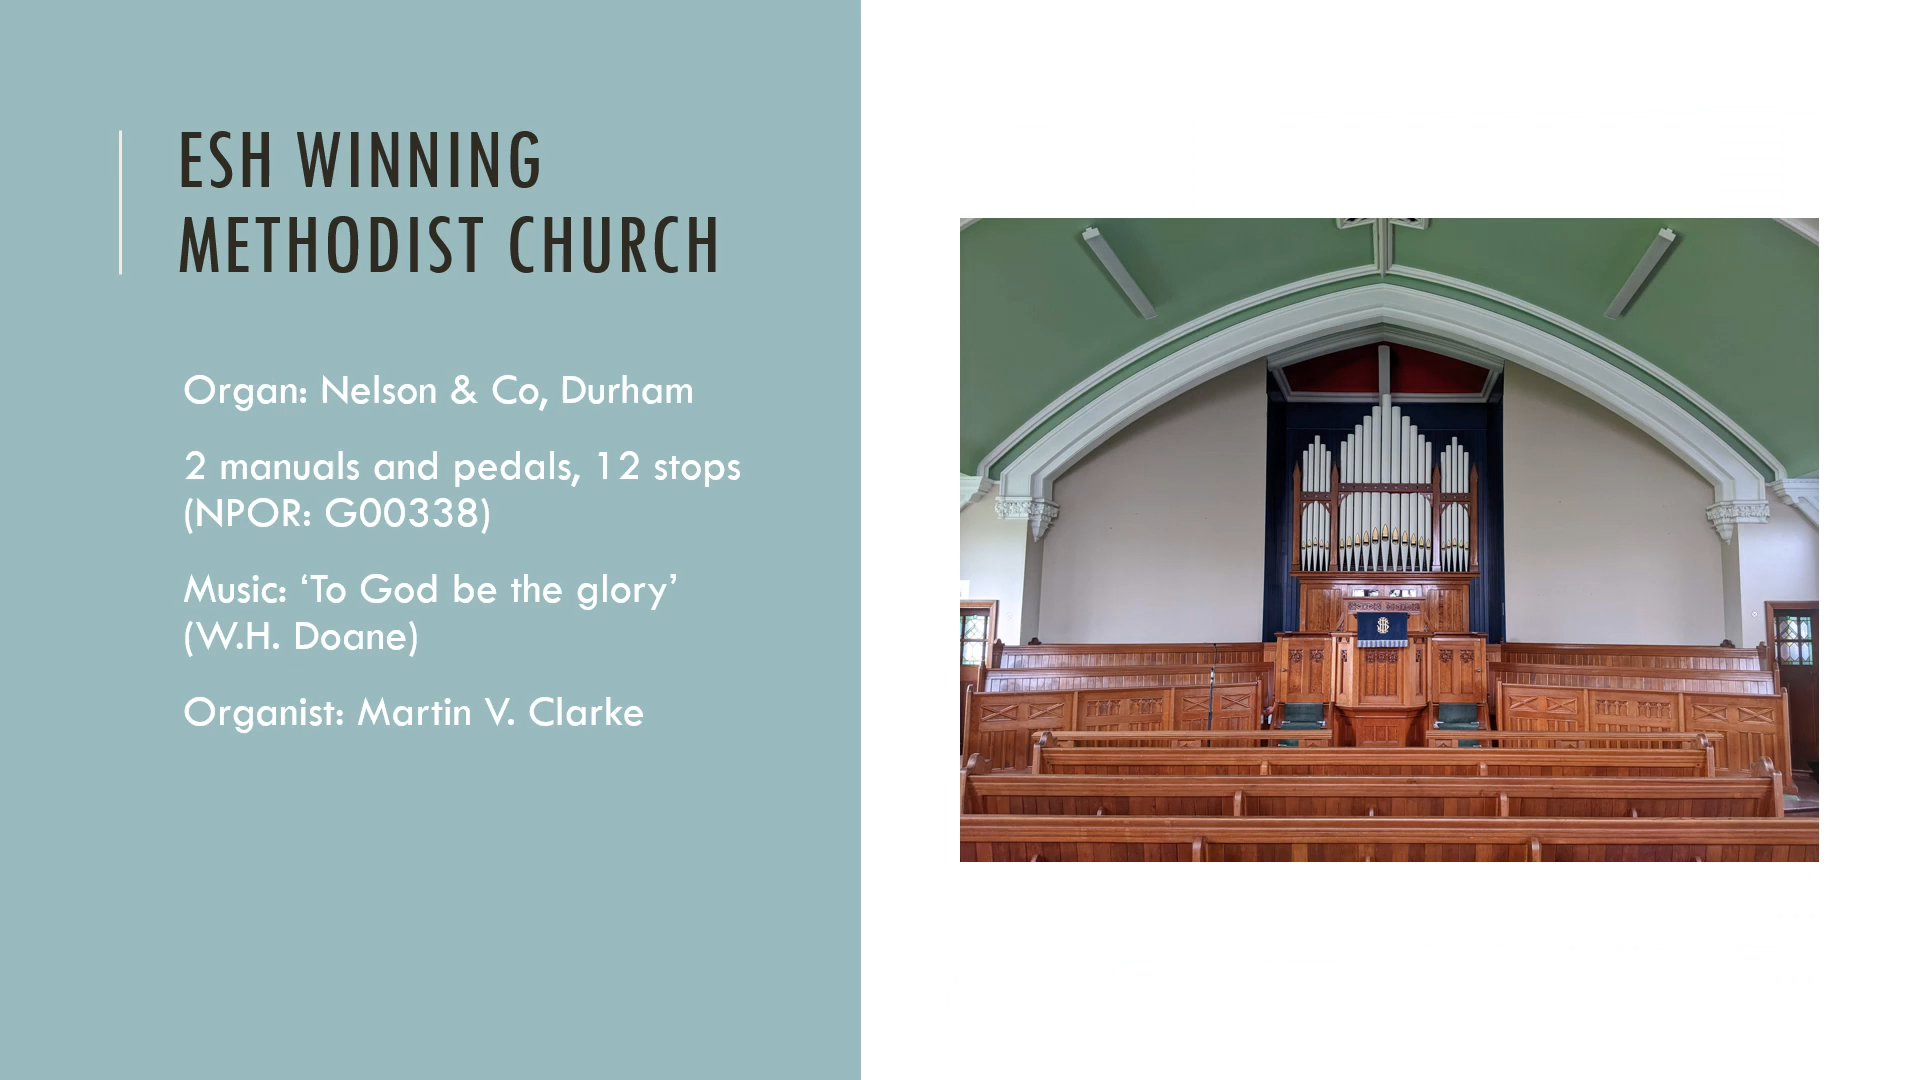 ESH WINNING
METHODIST CHURCH
Organ: Nelson & Co, Durham
2 manuals and pedals, 12 stops
(NPOR: G00338)
Music: ‘To God be the glory’
(W.H. Doane)
Organist: Martin V. Clarke